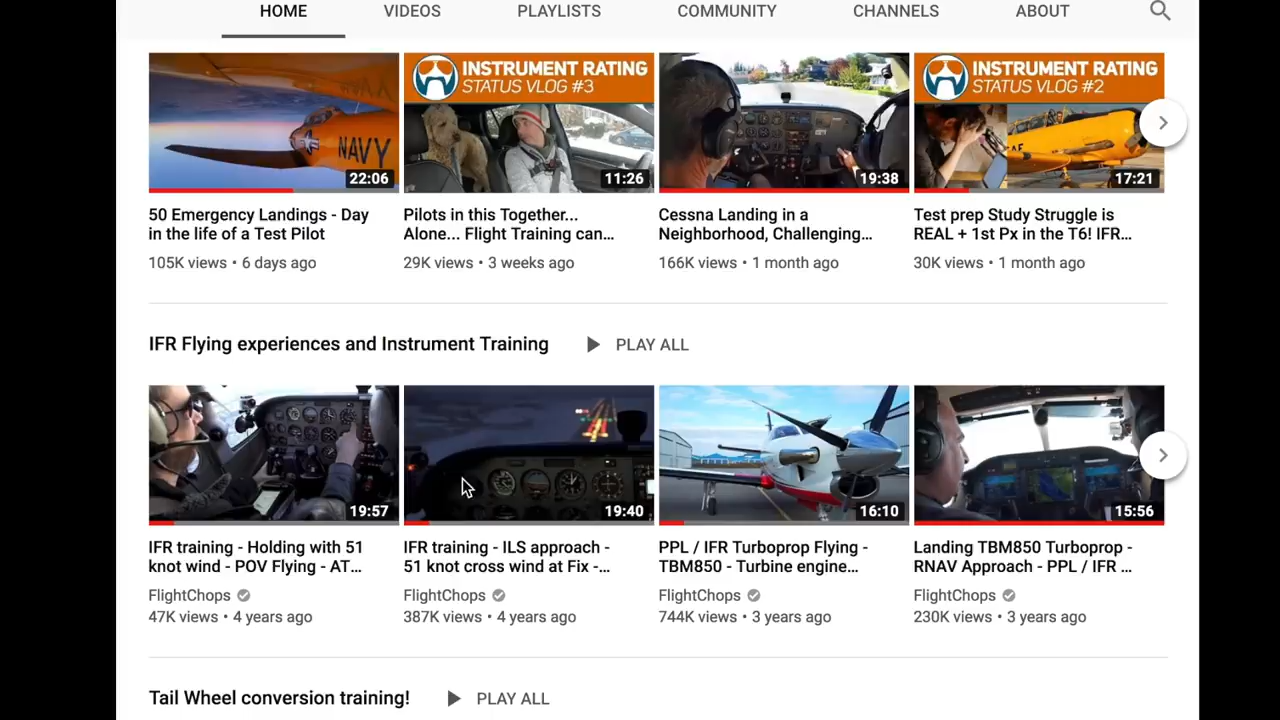 HOME VIDEOS PLAYLISTS COMMUNITY CHANNELS ABOUT
NAVY
22:06
INSTRUMENT RATING
STATUS VLOG #3
11:26
19:38
INSTRUMENT RATING
STATUS VLOG #2
17:21
50 Emergency Landings - Day
in the life of a Test Pilot
105K views • 6 days ago
Pilots in this Together...
Alone... Flight Training can...
29K views • 3 weeks ago
Cessna Landing in a
Neighborhood, Challenging...
166K views • 1 month ago
Test prep Study Struggle is
REAL + 1st Px in the T6! IFR...
30K views • 1 month ago
IFR Flying experiences and Instrument Training PLAY ALL
19:57
19:40
16:10
15:56
IFR training - Holding with 51
knot wind - POV Flying - AT...
FlightChops
47K views • 4 years ago
IFR training - ILS approach -
51 knot cross wind at Fix -...
FlightChops
387K views • 4 years ago
PPL / IFR Turboprop Flying -
TBM850 - Turbine engine...
FlightChops
744K views • 3 years ago
Landing TBM850 Turboprop -
RNAV Approach - PPL / IFR ...
FlightChops
230K views • 3 years ago
Tail Wheel conversion training! PLAY ALL